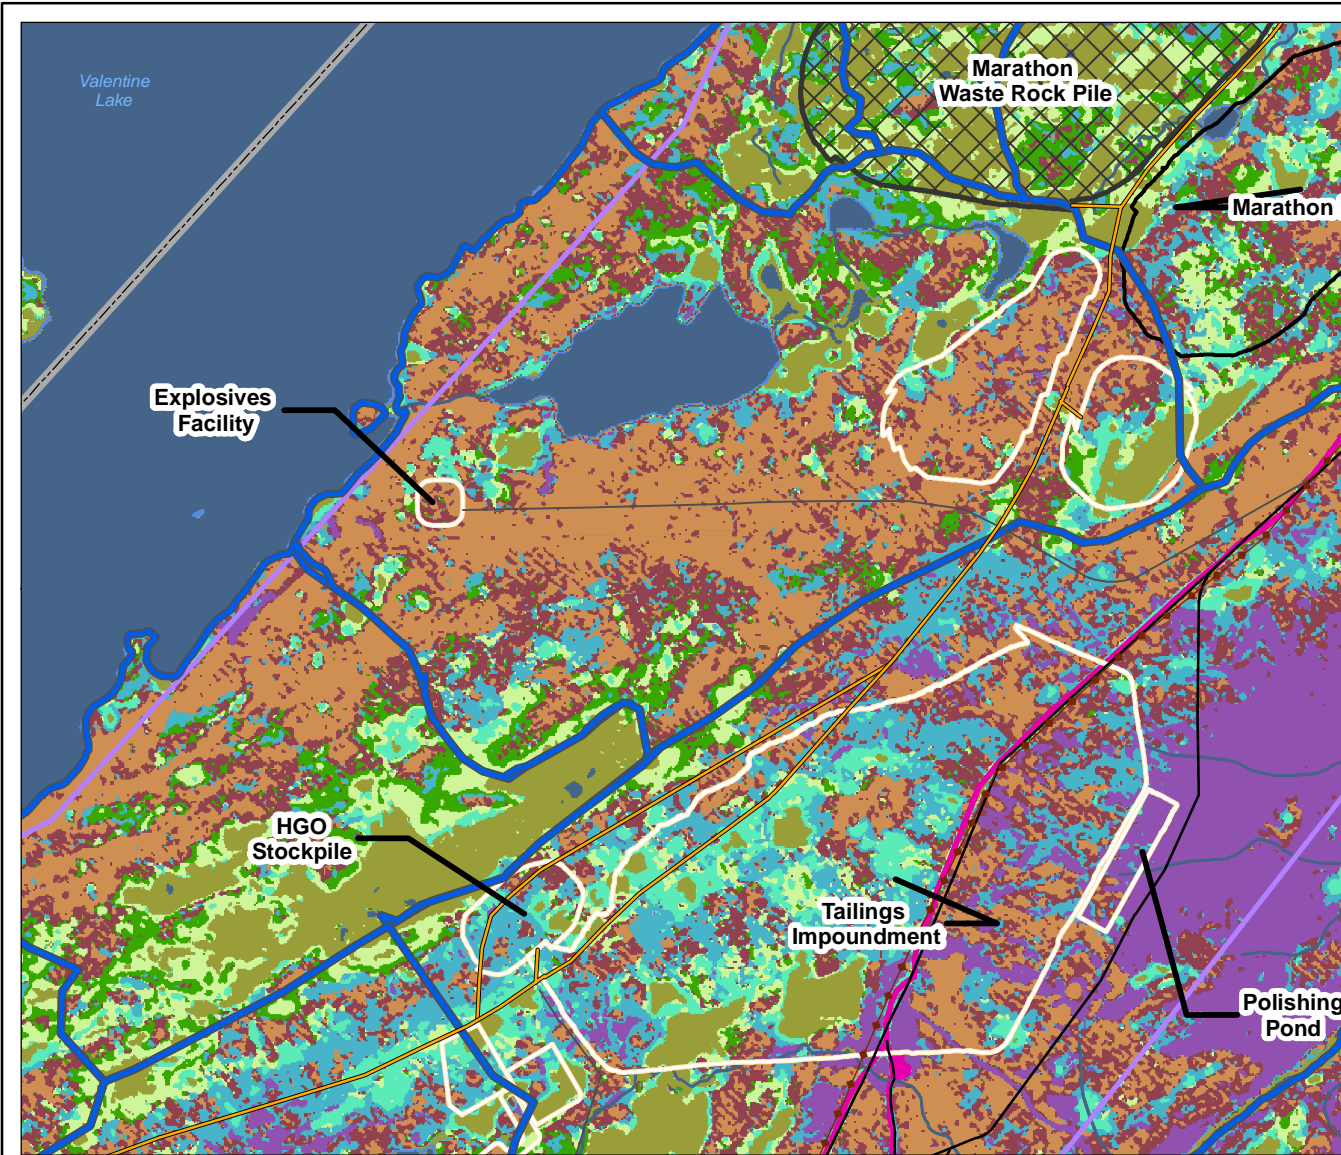 Valentine
Lake
Marathon
Waste Rock Pile
Marathon
Explosives
Facility
HGO
Stockpile
Tailings
Impoundment
Polishing
Pond